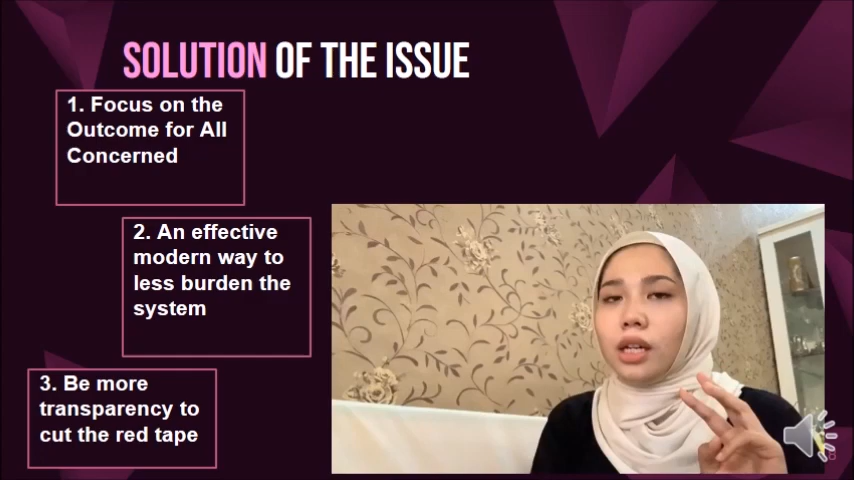 SOLUTION OF THE ISSUE
1. Focus on the
Outcome for All
Concerned
2. An effective
modern way to
less burden the
system
3. Be more
transparency to
cut the red tape